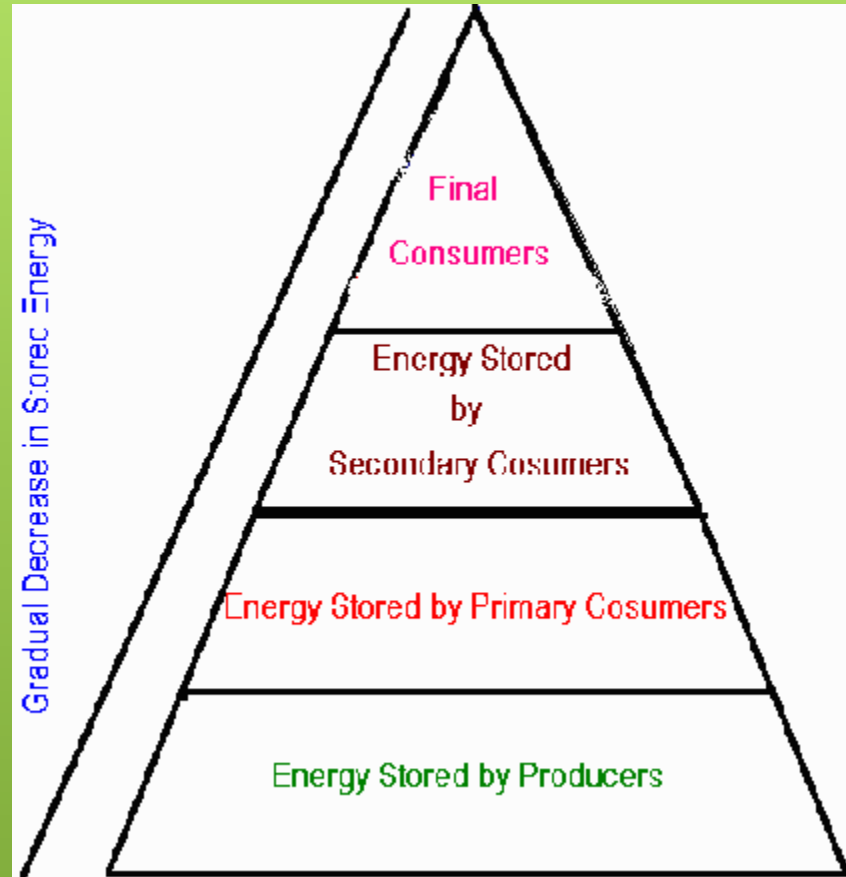 Final
Consumers
Energy Stored
by
Secondary Cosumers
Energy Stored by Primary Cosumers
Energy Stored by Producers
Gradual Decrease in Stored Energy